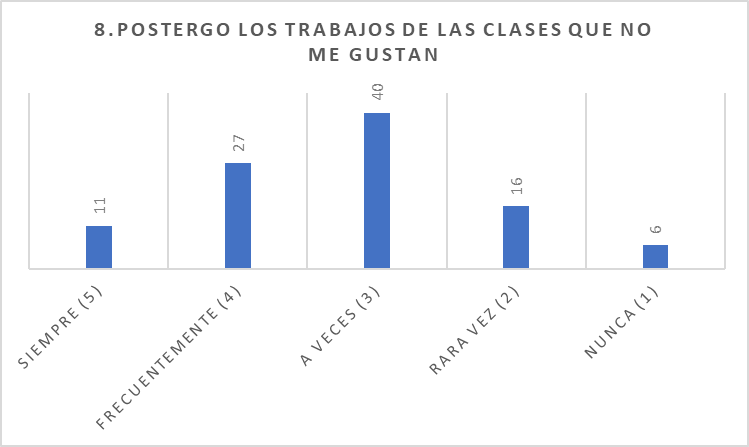 8.POSTERGO LOS TRABAJOS DE LAS CLASES QUE NO
ME GUSTAN
11
27
40
16
6
SIEMPRE (5)
FRECUENTEMENTE (4)
A VECES (3)
RARA VEZ (2)
NUNCA (1)